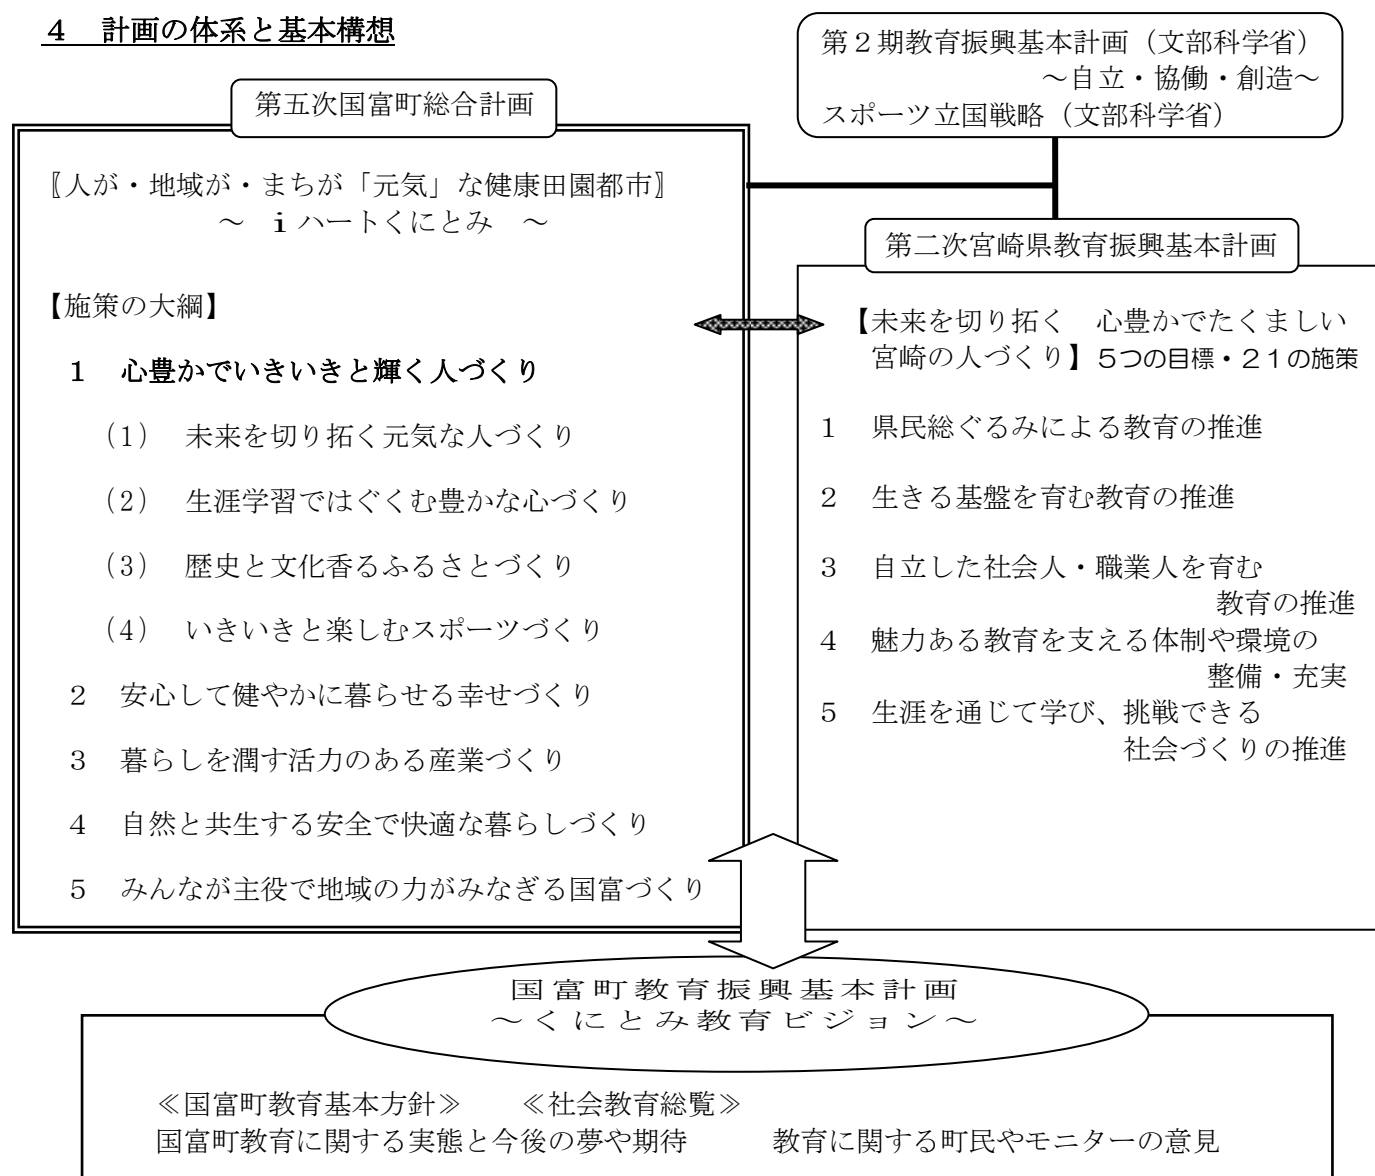 ４　計画の体系と基本構想
第２期教育振興基本計画（文部科学省）
～自立・協働・創造～
スポーツ立国戦略（文部科学省）
第五次国富町総合計画
〖人が・地域が・まちが「元気」な健康田園都市〗
～　ｉハートくにとみ　～
【施策の大綱】
１　心豊かでいきいきと輝く人づくり
（1）　未来を切り拓く元気な人づくり
（2）　生涯学習ではぐくむ豊かな心づくり
（3）　歴史と文化香るふるさとづくり
（4）　いきいきと楽しむスポーツづくり
２　安心して健やかに暮らせる幸せづくり
３　暮らしを潤す活力のある産業づくり
４　自然と共生する安全で快適な暮らしづくり
５　みんなが主役で地域の力がみなぎる国富づくり
第二次宮崎県教育振興基本計画
【未来を切り拓く　心豊かでたくましい
宮崎の人づくり】５つの目標・２１の施策
１　県民総ぐるみによる教育の推進
２　生きる基盤を育む教育の推進
３　自立した社会人・職業人を育む
教育の推進
４　魅力ある教育を支える体制や環境の
整備・充実
５　生涯を通じて学び、挑戦できる
社会づくりの推進
国富町教育振興基本計画
～くにとみ教育ビジョン～
≪国富町教育基本方針≫　　≪社会教育総覧≫
国富町教育に関する実態と今後の夢や期待　　　教育に関する町民やモニターの意見